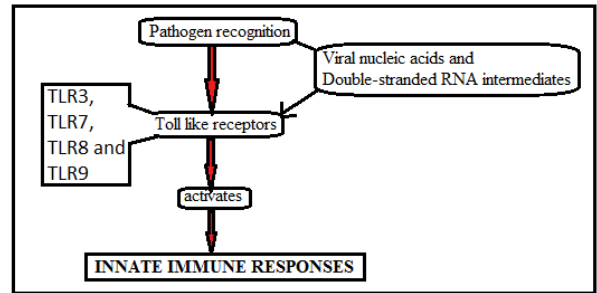 Pathogen recognition
Viral nucleic acids and
Double-stranded RNA intermediates
TLR3,
TLR7,
TLR8 and
TLR9
Toll like receptors
activates
INNATE IMMUNE RESPONSES